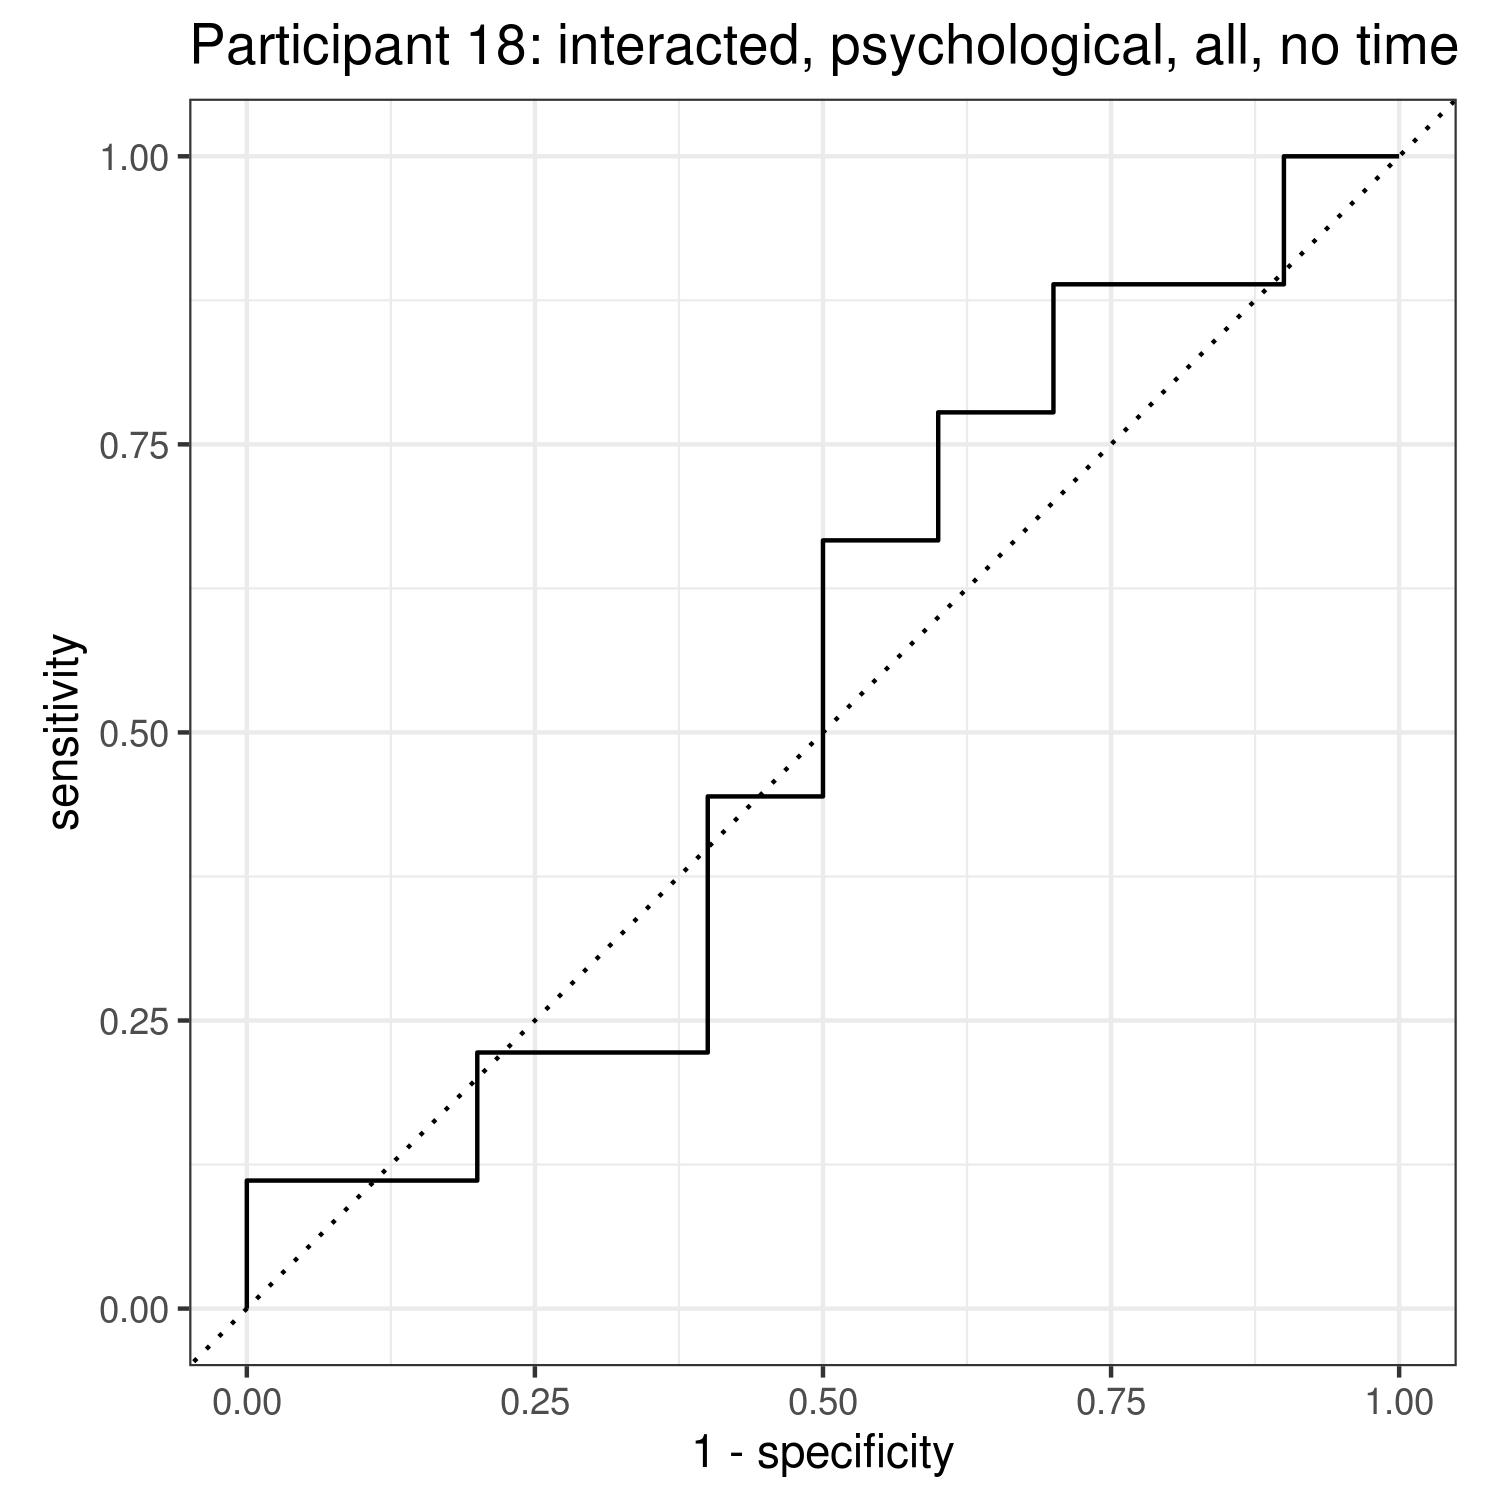 Participant 18: interacted, psychological, all, no time
1.00
0.75
0.50
0.25
0.00
sensitivity
0.00 0.25 0.50 0.75 1.00
1 - specificity